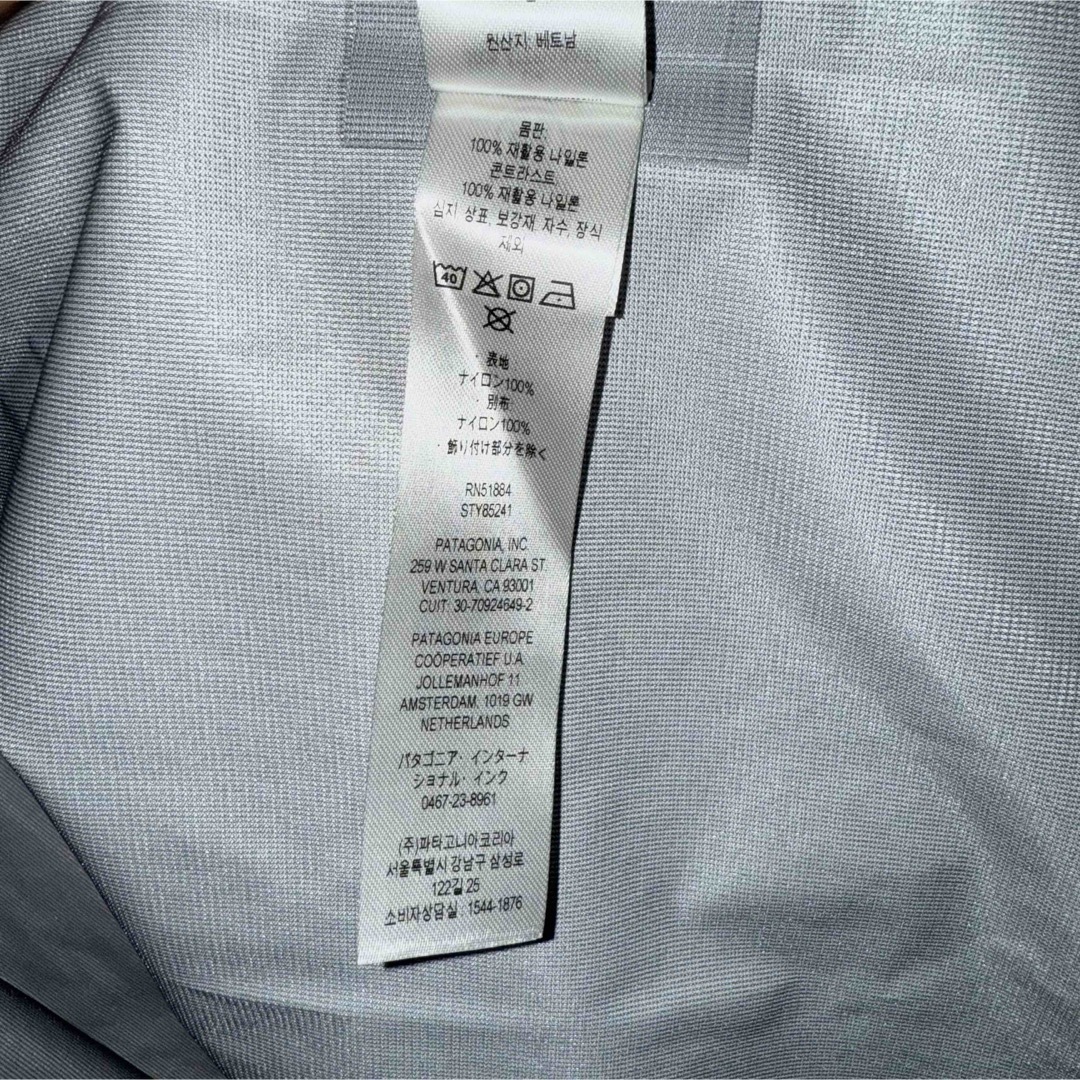 원산지: 베트남
몸판:
100% 재활용 나일론
콘트라스트:
100% 재활용 나일론
심지 상표, 보강재, 자수, 장식
제외
40
・表地
ナイロン100%
・別布
ナイロン100%
・飾り付け部分を除く
RN51884
STY85241
PATAGONIA, INC
259 W SANTA CLARA ST.
VENTURA, CA 93001
CUIT: 30-70924649-2
PATAGONIA EUROPE
COÖPERATIEF U.A
JOLLEMANHOF 11
AMSTERDAM, 1019 GW
NETHERLANDS
パタゴニア・インターナ
ショナル・インク
0467-23-8961
(주)파타고니아코리아
서울특별시 강남구 삼성로
122길 25
소비자상담실 : 1544-1876